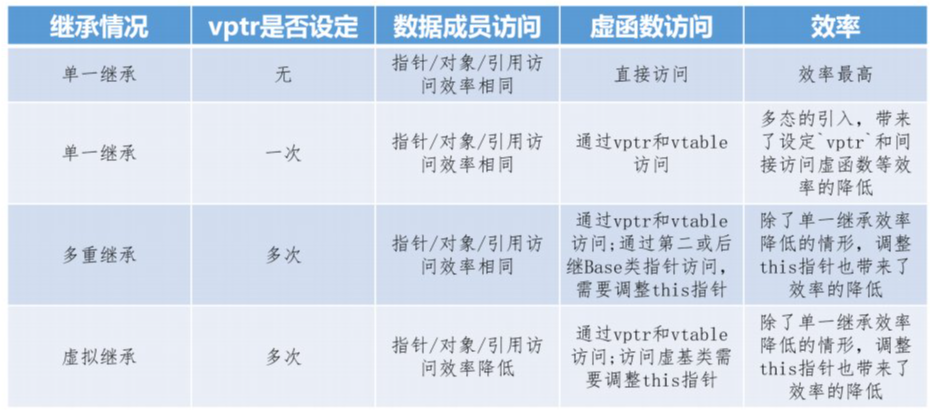 继承情况
vptr是否设定
数据成员访问
虚函数访问
效率
单一继承
无
指针/对象/引用访
问效率相同
直接访问
效率最高
单一继承
一次
指针/对象/引用访
问效率相同
通过vptr和vtable
访问
多态的引入，带来
了设定`vptr`和间
接访问虚函数等效
率的降低
多重继承
多次
指针/对象/引用访
问效率相同
通过vptr和vtable
访问;通过第二或后
继Base类指针访问，
需要调整this指针
除了单一继承效率
降低的情形，调整
this指针也带来了
效率的降低
虚拟继承
多次
指针/对象/引用访
问效率降低
通过vptr和vtable
访问;访问虚基类需
要调整this指针
除了单一继承效率
降低的情形，调整
this指针也带来了
效率的降低